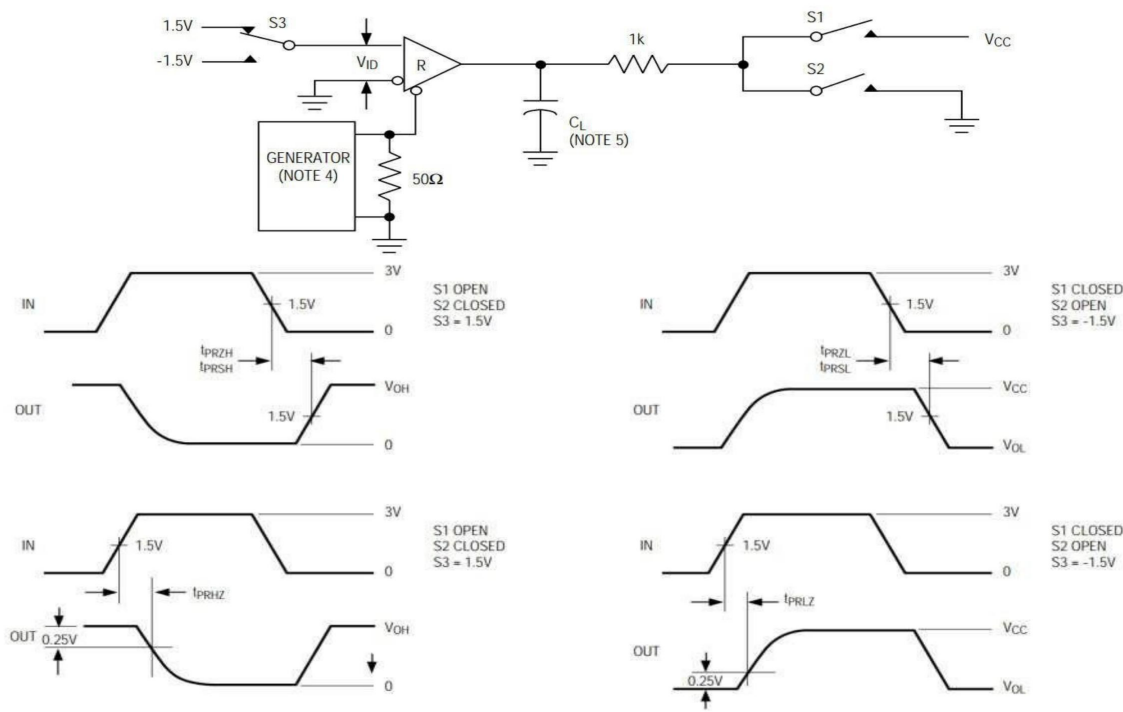 1.5V
S3
-1.5V
VID
R
CL
(NOTE 5)
1k
S1
VCC
S2
GENERATOR
(NOTE 4)
50Ω
IN
3V
1.5V
0
S1 OPEN
S2 CLOSED
S3 = 1.5V
tPRZH
tPRSH
OUT
VOH
1.5V
0
IN
3V
1.5V
0
S1 CLOSED
S2 OPEN
S3 = -1.5V
tPRZL
tPRSL
OUT
VCC
1.5V
VOL
IN
3V
1.5V
0
S1 OPEN
S2 CLOSED
S3 = 1.5V
tPRHZ
OUT
0.25V
VOH
0
IN
3V
1.5V
0
S1 CLOSED
S2 OPEN
S3 = -1.5V
tPRLZ
OUT
0.25V
VCC
VOL